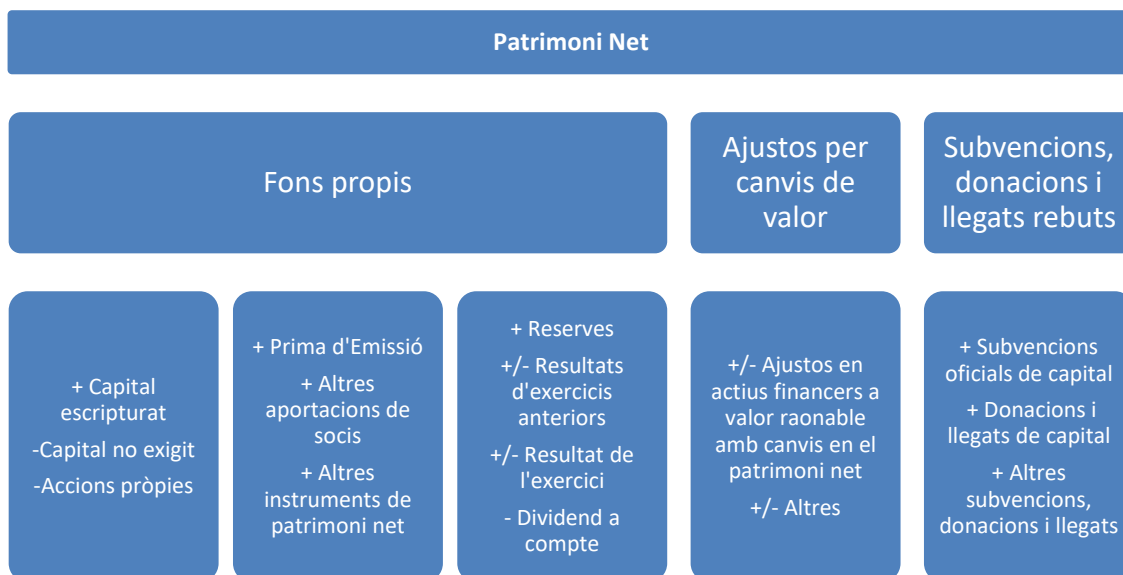 Patrimoni Net
Fons propis
Ajustos per
canvis de
valor
Subvencions,
donacions i
llegats rebuts
+ Capital
escripturat
-Capital no exigit
-Accions pròpies
+ Prima d'Emissió
+ Altres
aportacions de
socis
+ Altres
instruments de
patrimoni net
+ Reserves
+/- Resultats
d'exercicis
anteriors
+/- Resultat de
l'exercici
- Dividend a
compte
+/- Ajustos en
actius financers a
valor raonable
amb canvis en el
patrimoni net
+/- Altres
+ Subvencions
oficials de capital
+ Donacions i
llegats de capital
+ Altres
subvencions,
donacions i llegats